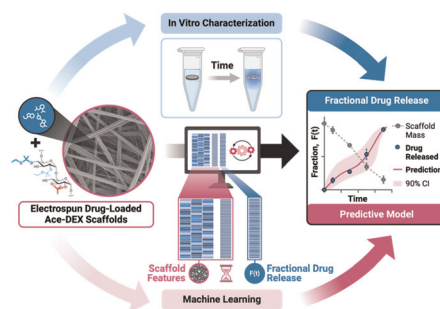 In Vitro Characterization
Time
Electrospun Drug-Loaded
Ace-DEX Scaffolds
Scaffold
Features
F(t)
Fractional Drug
Release
Machine Learning
Fractional Drug Release
Fraction, F(t)
Time
Scaffold
Mass
Drug
Released
Prediction
90% CI
Predictive Model